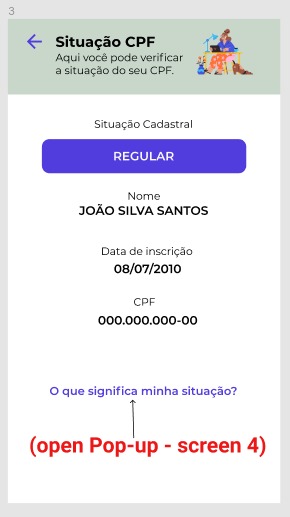 3
Situação CPF
Aqui você pode verificar
a situação do seu CPF.
Situação Cadastral
REGULAR
Nome
JOÃO SILVA SANTOS
Data de inscrição
08/07/2010
CPF
000.000.000-00
O que significa minha situação?
(open Pop-up - screen 4)